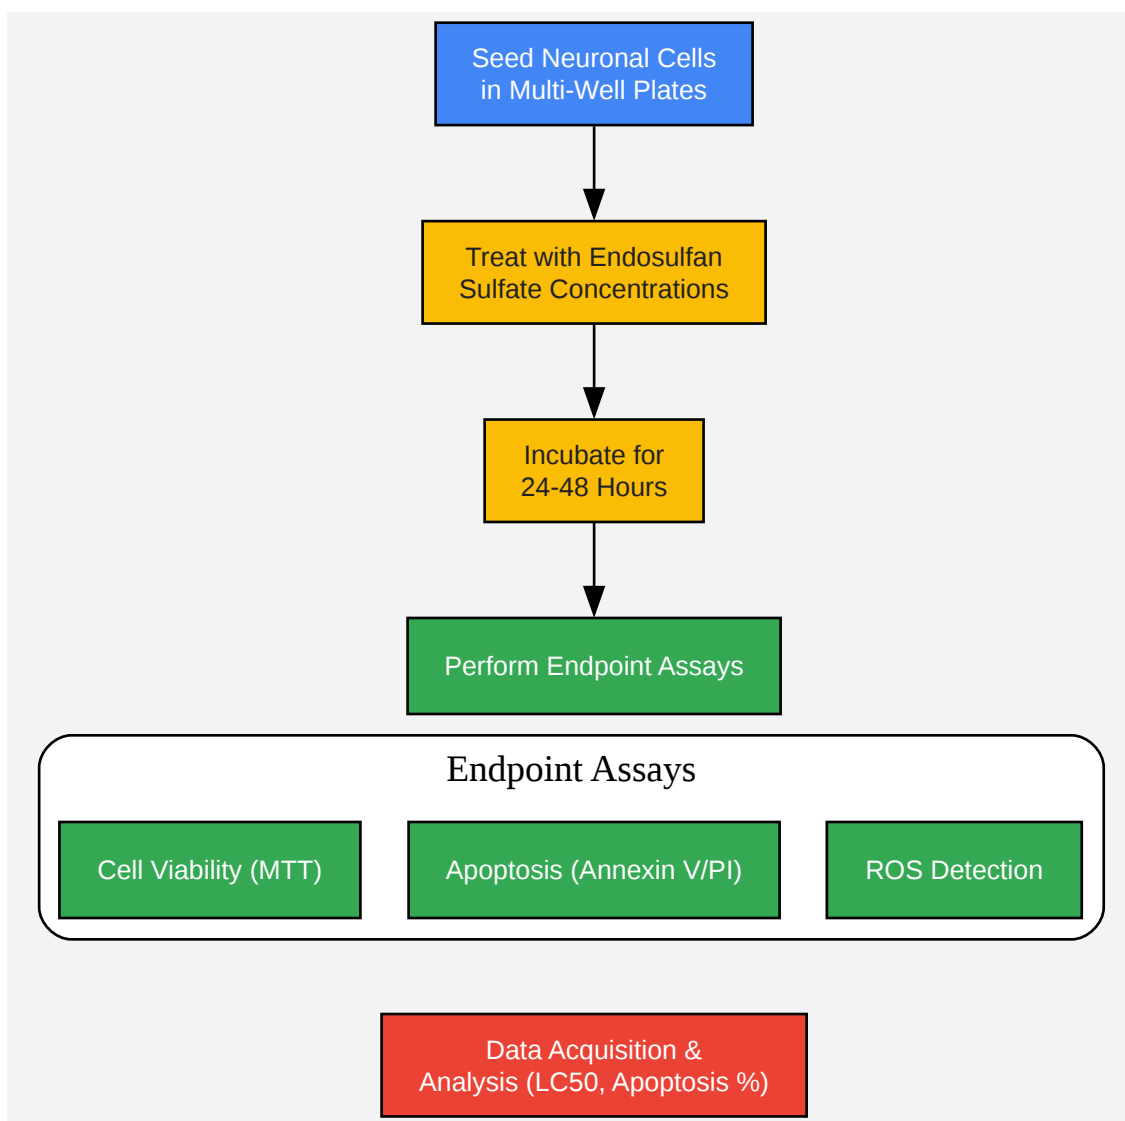 Seed Neuronal Cells
in Multi-Well Plates
Treat with Endosulfan
Sulfate Concentrations
Incubate for
24-48 Hours
Perform Endpoint Assays
Endpoint Assays
Cell Viability (MTT)
Apoptosis (Annexin V/PI)
ROS Detection
Data Acquisition &
Analysis (LC50, Apoptosis %)